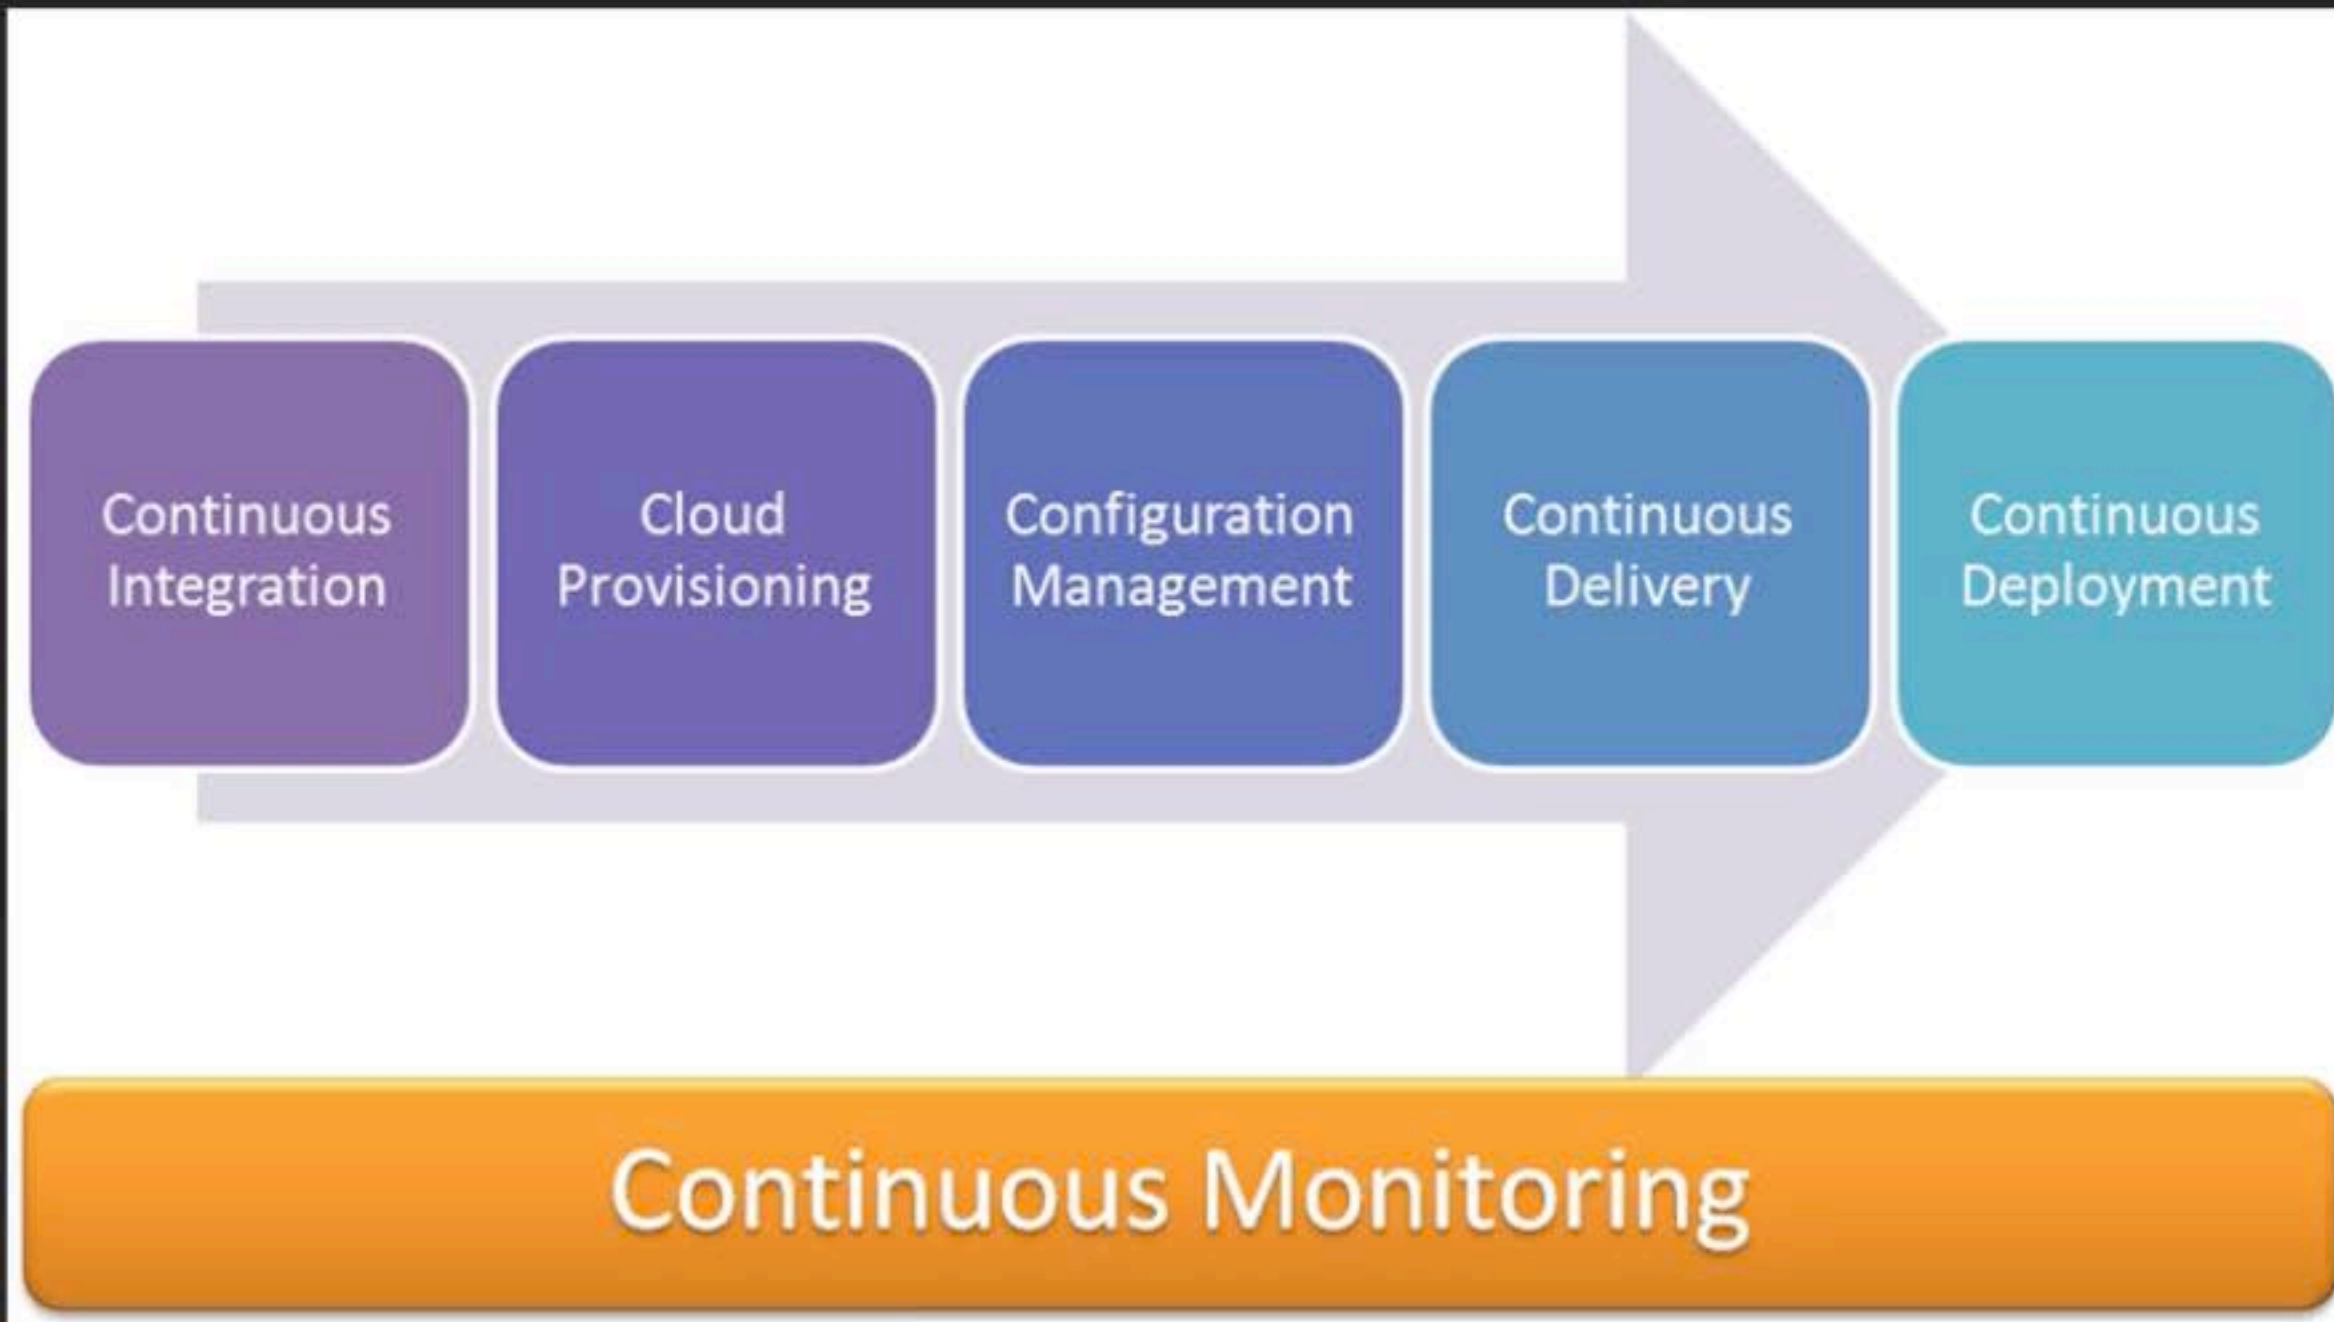 Continuous
Integration
Cloud
Provisioning
Configuration
Management
Continuous
Delivery
Continuous
Deployment
Continuous Monitoring